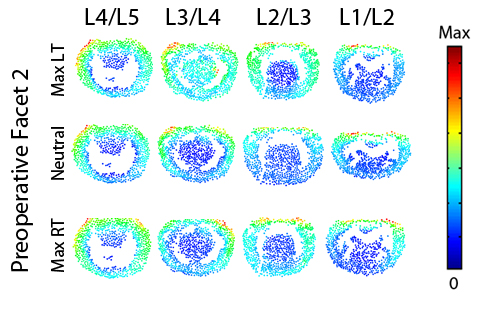 L4/L5 L3/L4 L2/L3 L1/L2
Max
Preoperative Facet 2
Max LT
Neutral
Max RT
0